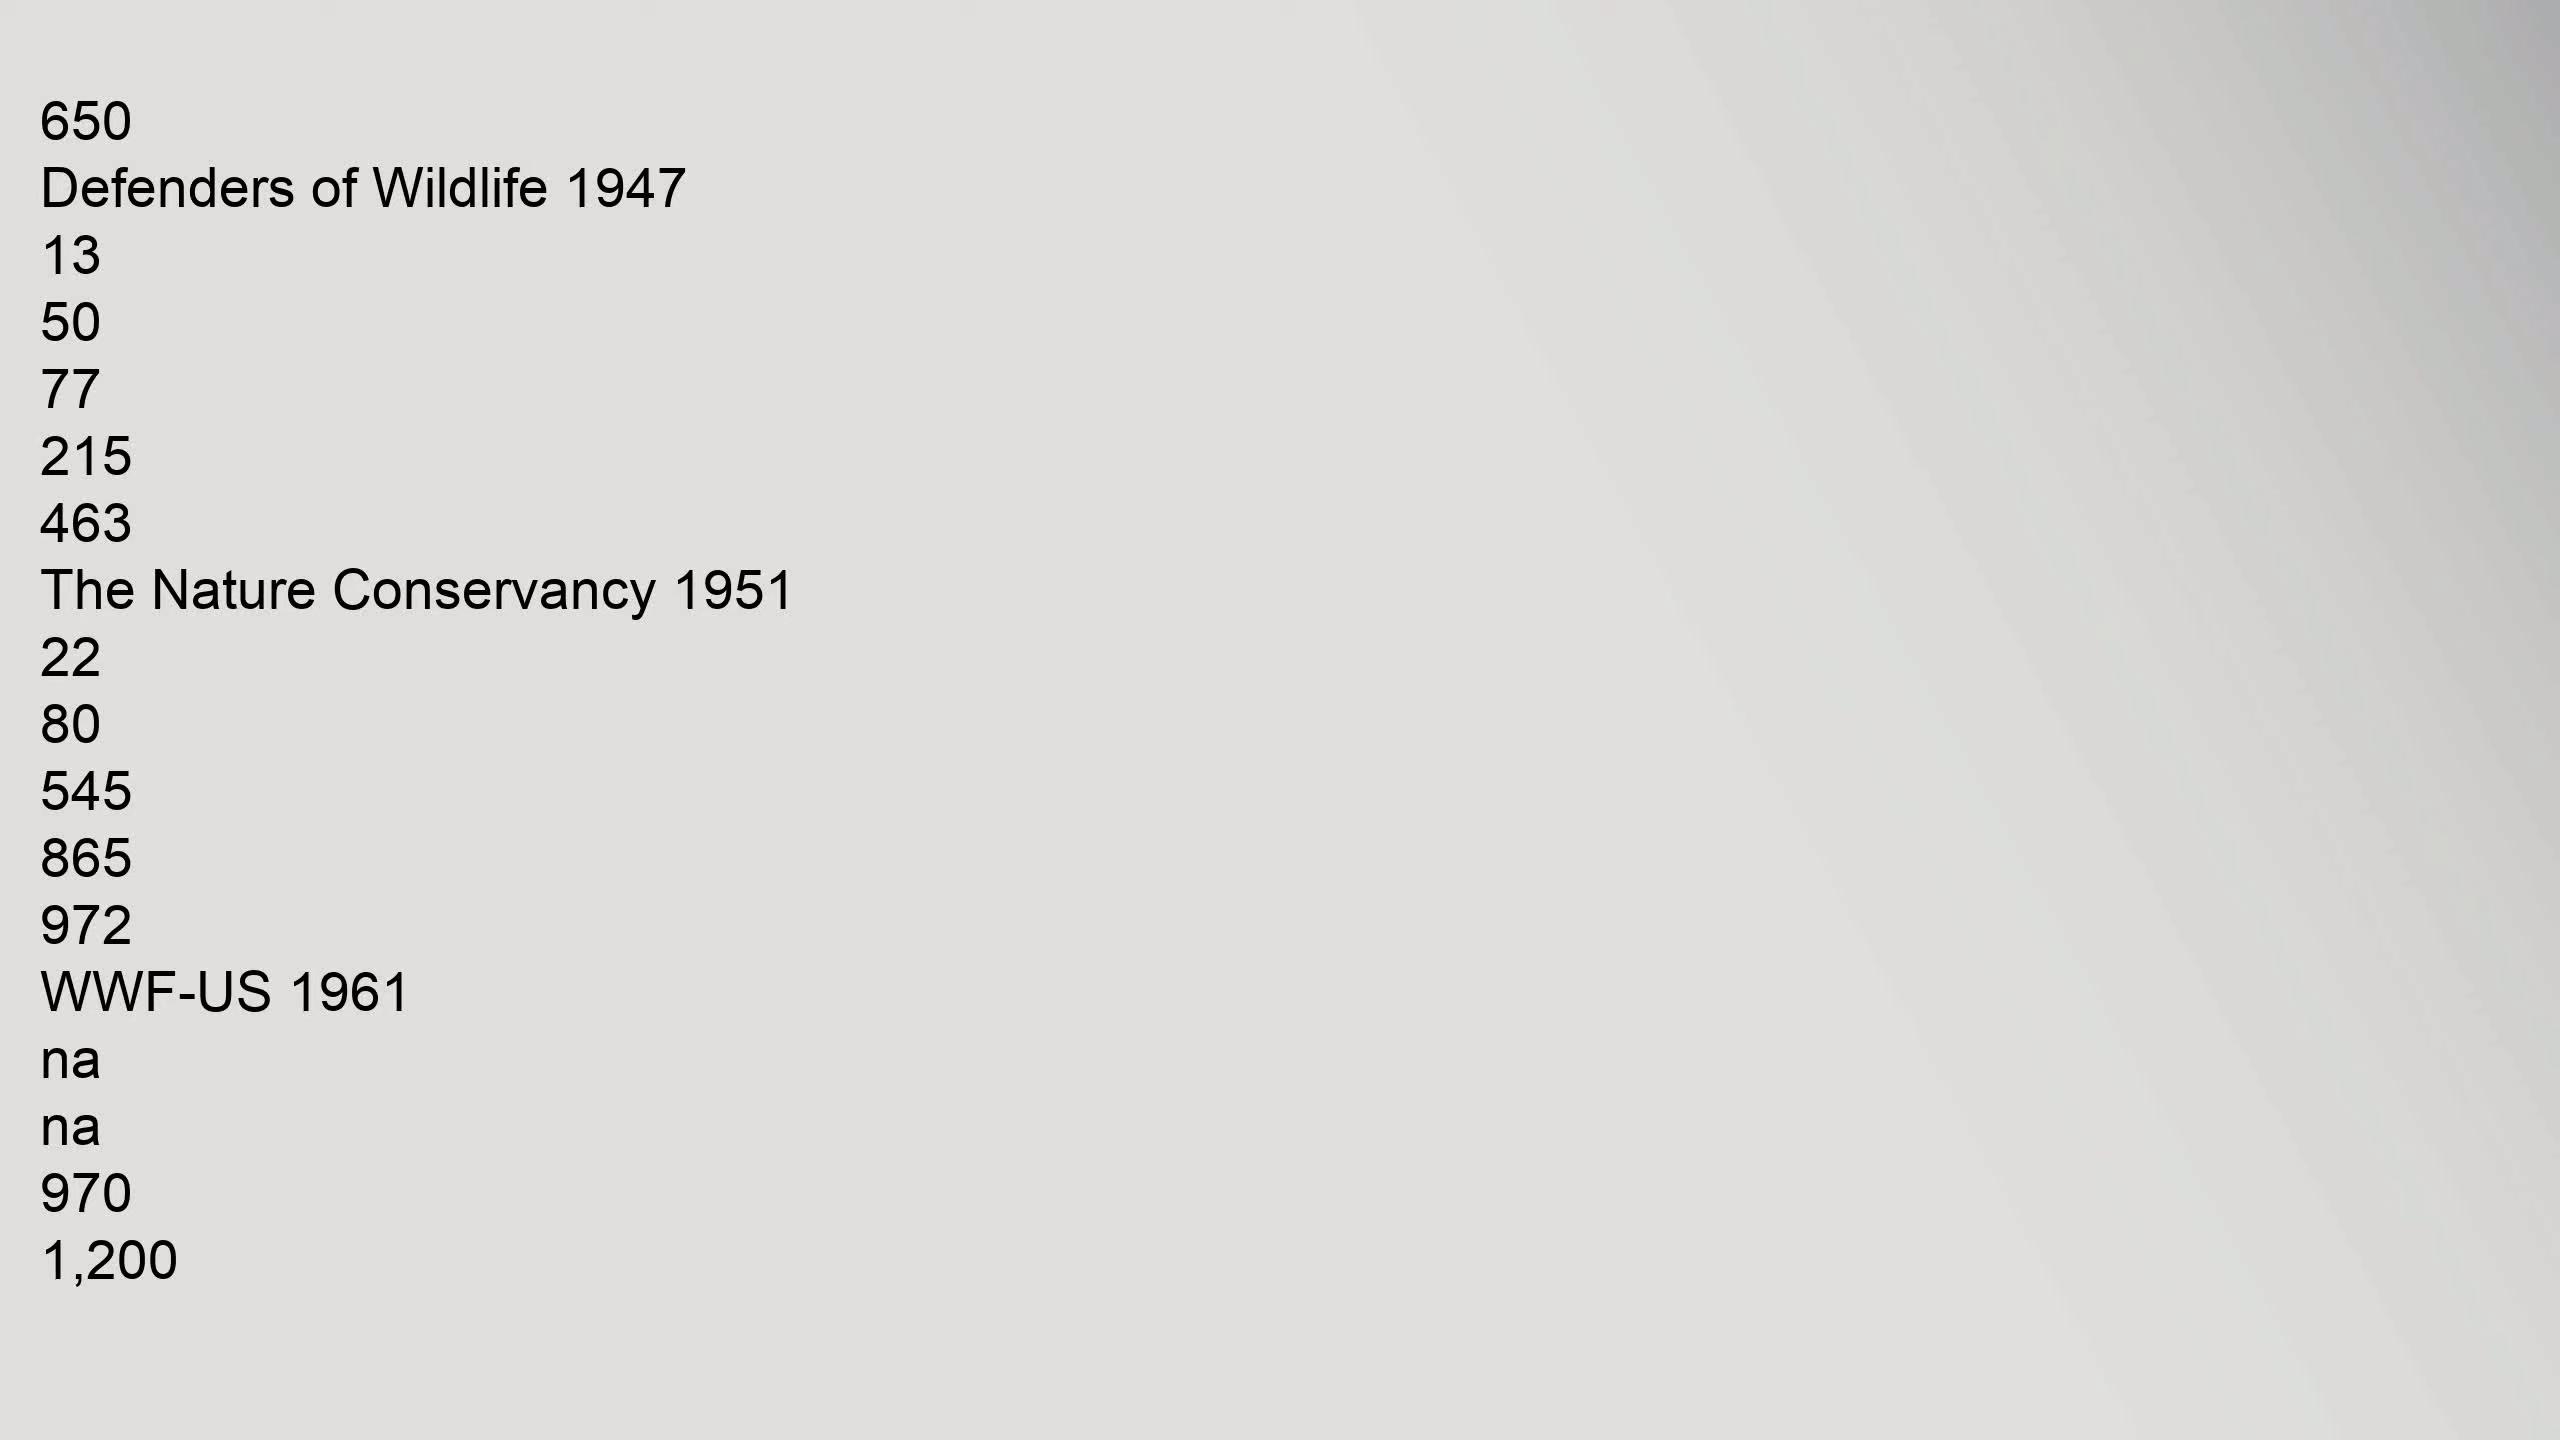 650
Defenders of Wildlife 1947
13
50
77
215
463
The Nature Conservancy 1951
22
80
545
865
972
WWF-US 1961
na
na
970
1,200